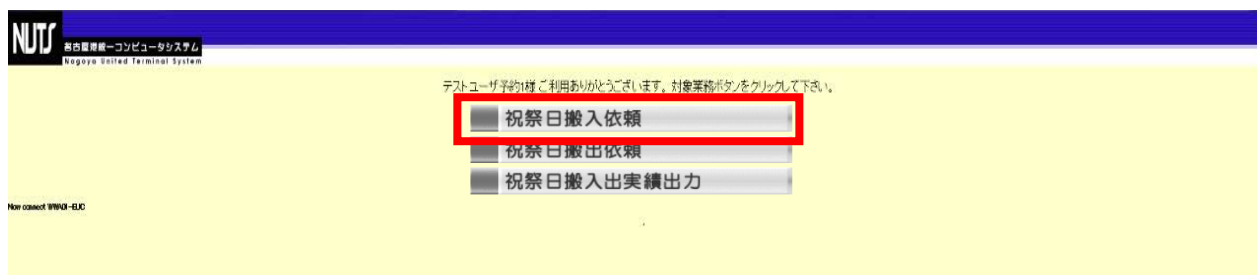 NUTS
名古屋港統一コンピュータシステム
Nagoya United Terminal System
テストユーザ予約1様 ご利用ありがとうございます。対象業務ボタンをクリックして下さい。
祝祭日搬入依頼
祝祭日搬出依頼
祝祭日搬入出実績出力
Now connect